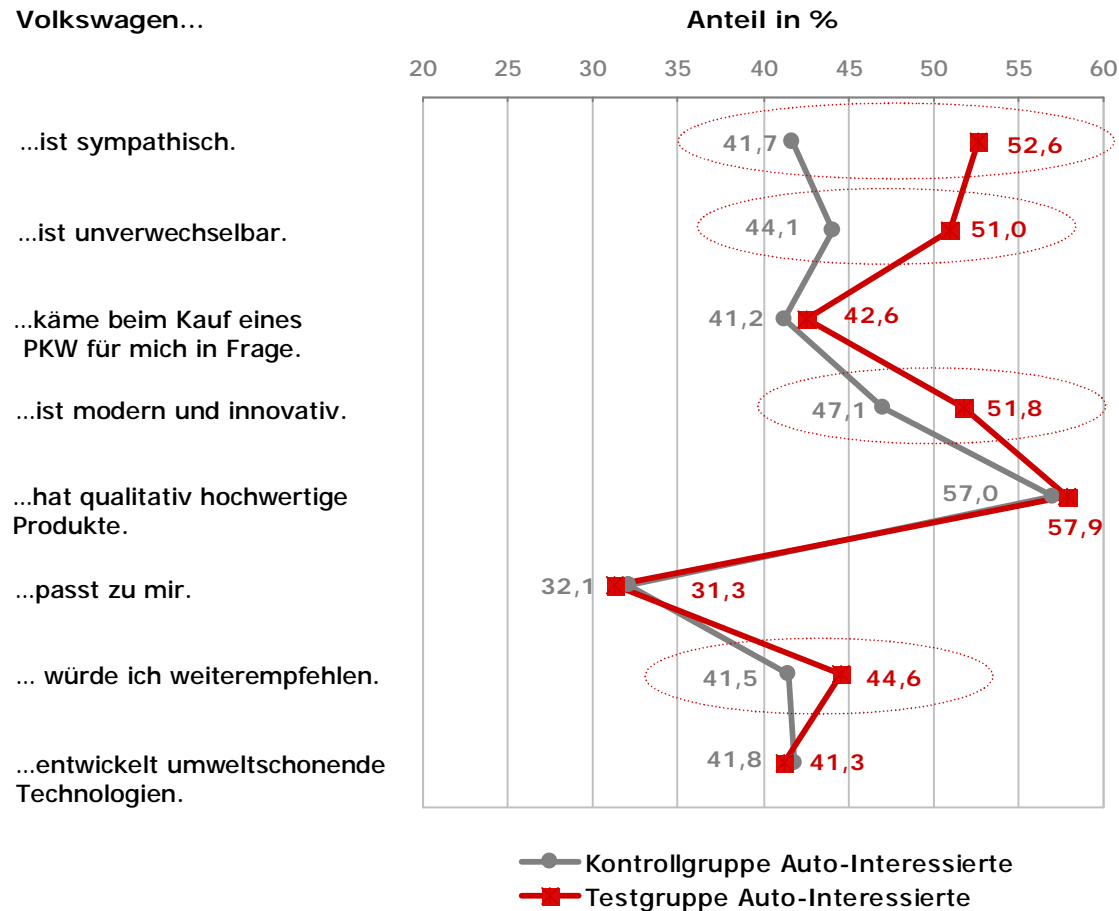 Volkswagen...
Anteil in %
20 25 30 35 40 45 50 55 60
...ist sympathisch.
41,7 52,6
...ist unverwechselbar.
44,1 51,0
...käme beim Kauf eines
PKW für mich in Frage.
41,2 42,6
...ist modern und innovativ.
47,1 51,8
...hat qualitativ hochwertige
Produkte.
57,0
57,9
...passt zu mir.
32,1 31,3
... würde ich weiterempfehlen.
41,5 44,6
...entwickelt umweltschonende
Technologien.
41,8 41,3
Kontrollgruppe Auto-Interessierte
Testgruppe Auto-Interessierte